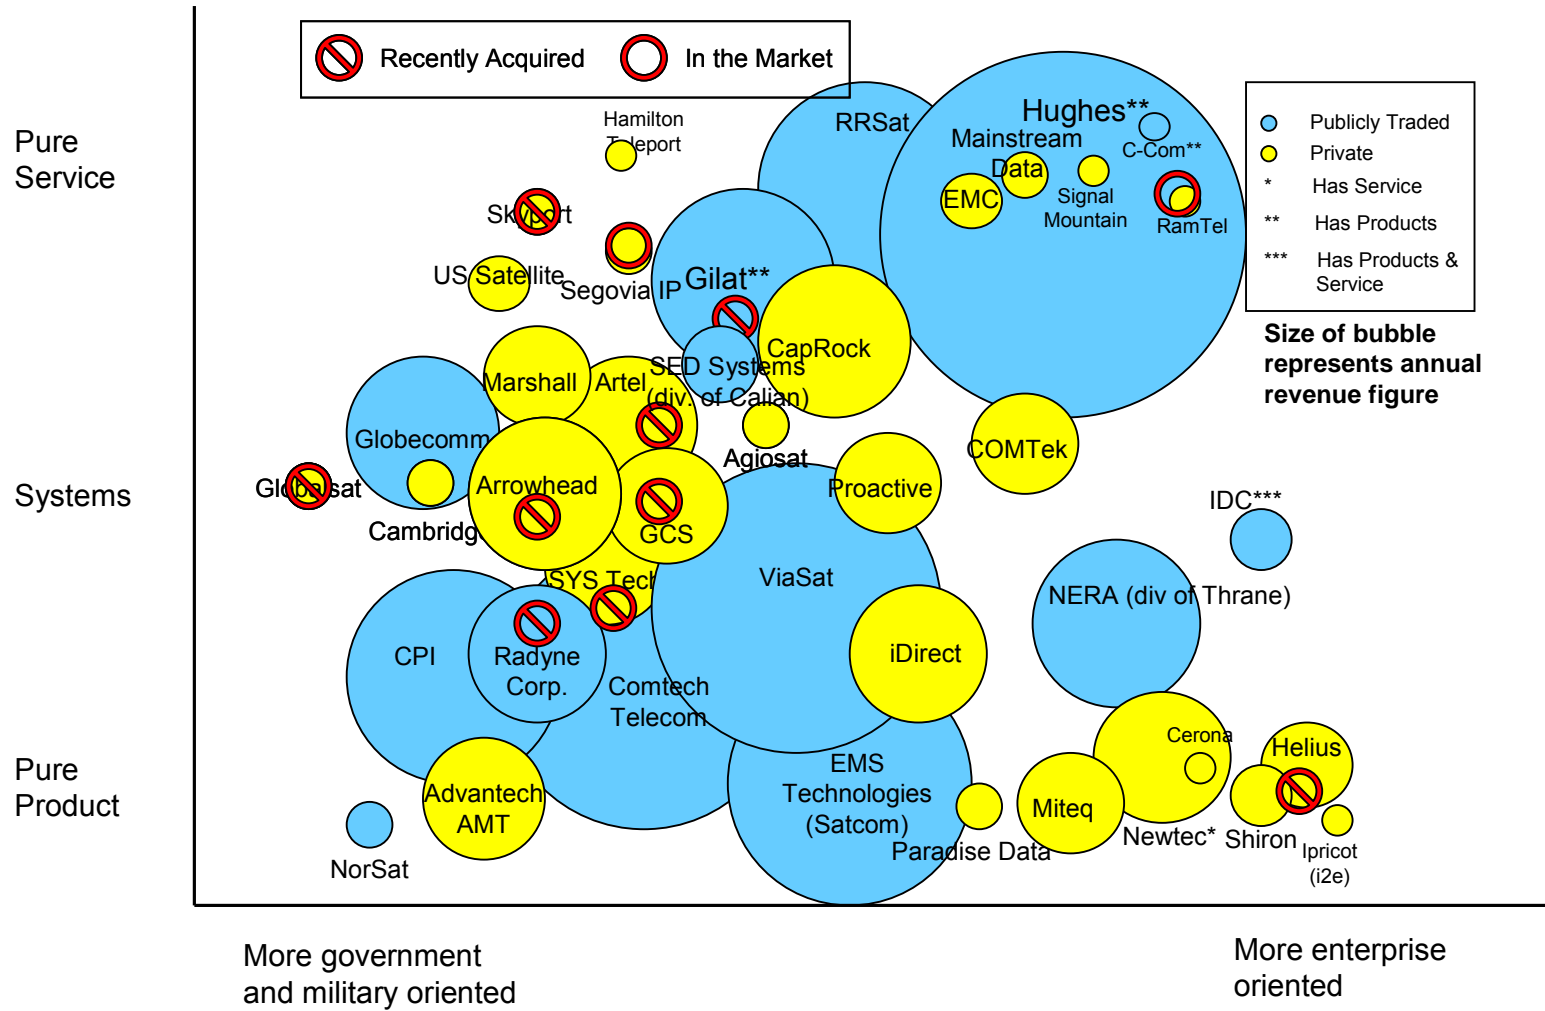 Recently Acquired
In the Market
Pure
Service
Systems
Pure
Product
Hamilton
Teleport
RRSat
Hughes**
Mainstream
Data
C-Com**
EMC
Signal
Mountain
RamTel
Publicly Traded
Private
* Has Service
** Has Products
*** Has Products &
Service
Size of bubble
represents annual
revenue figure
Skyport
US Satellite
Segovia IP
Gilat**
CapRock
SED Systems
(div. of Calian)
Marshall
Artel
Globecomm
Agiosat
COMTek
Globalsat
Arrowhead
Proactive
IDC***
Cambridge
GCS
SYS Tech
ViaSat
NERA (div of Thrane)
CPI
Radyne
Corp.
iDirect
Comtech
Telecom
Cerona
Helius
EMS
Technologies
(Satcom)
Advantech
AMT
Miteq
Newtec*
Shiron
Paradise Data
Ipricot
(i2e)
NorSat
More government
and military oriented
More enterprise
oriented